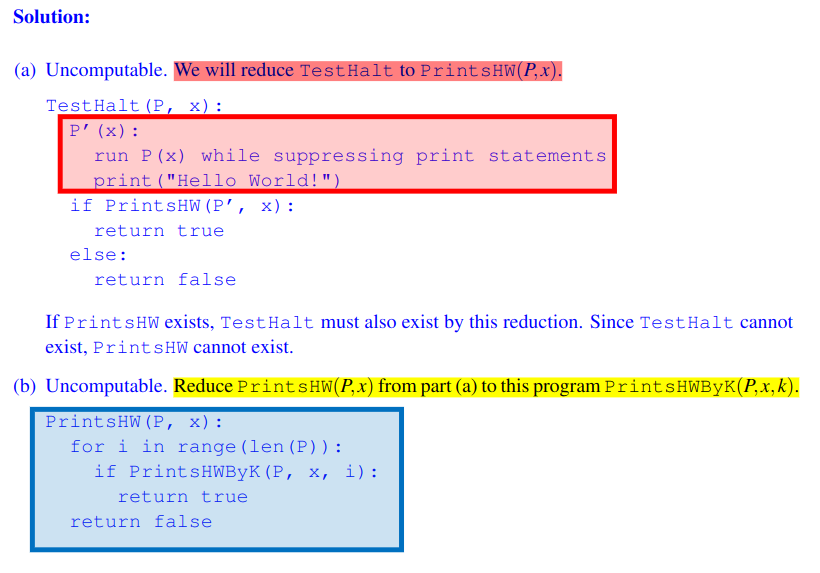 Solution:
(a) Uncomputable. We will reduce TestHalt to PrintsHW(P,x).
TestHalt(P, x):
P′(x):
run P(x) while suppressing print statements
print("Hello World!")
if PrintsHW(P′, x):
return true
else:
return false
If PrintsHW exists, TestHalt must also exist by this reduction. Since TestHalt cannot
exist, PrintsHW cannot exist.
(b) Uncomputable. Reduce PrintsHW(P,x) from part (a) to this program PrintsHWByK(P,x,k).
PrintsHW(P, x):
for i in range(len(P)):
if PrintsHWByK(P, x, i):
return true
return false